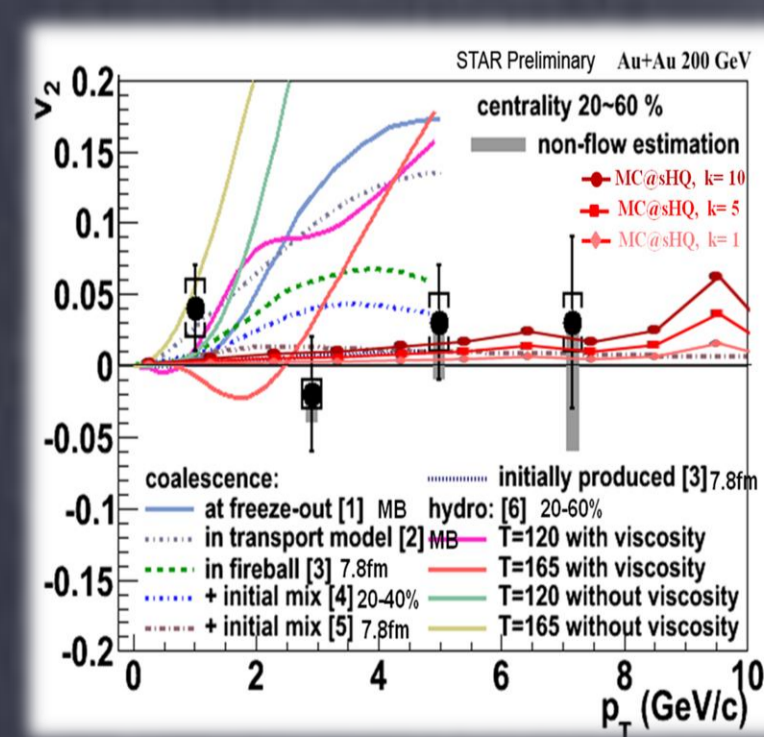 STAR Preliminary Au+Au 200 GeV
v2
centrality 20~60 %
non-flow estimation
MC@sHQ, k= 10
MC@sHQ, k= 5
MC@sHQ, k= 1
0.2
0.15
0.1
0.05
0
-0.05
-0.1
-0.15
-0.2
coalescence:
at freeze-out [1] MB
in transport model [2] MB
in fireball [3] 7.8fm
+ initial mix [4] 20-40%
+ initial mix [5] 7.8fm
initially produced [3] 7.8fm
hydro: [6] 20-60%
T=120 with viscosity
T=165 with viscosity
T=120 without viscosity
T=165 without viscosity
0 2 4 6 8 10
pT (GeV/c)